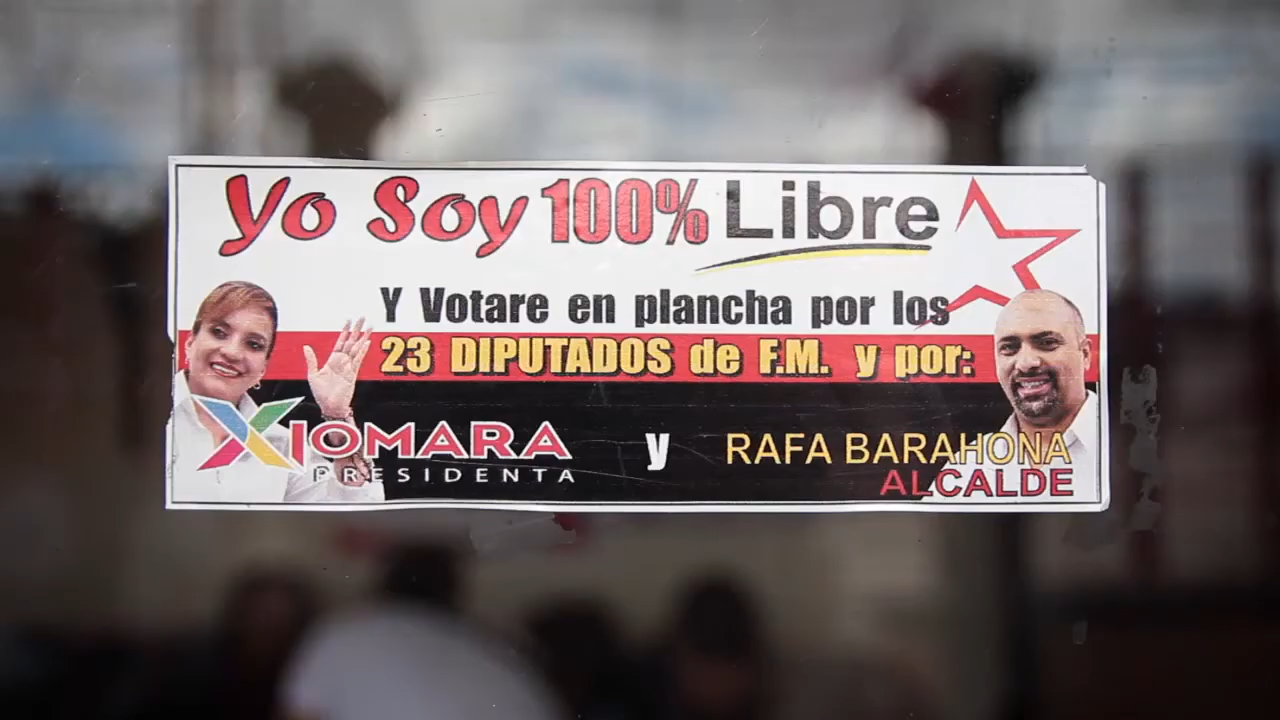 Yo Soy 100% Libre
Y Votare en plancha por los
23 DIPUTADOS de F.M. y por:
XIOMARA y RAFA BARAHONA
PRESIDENTA ALCALDE